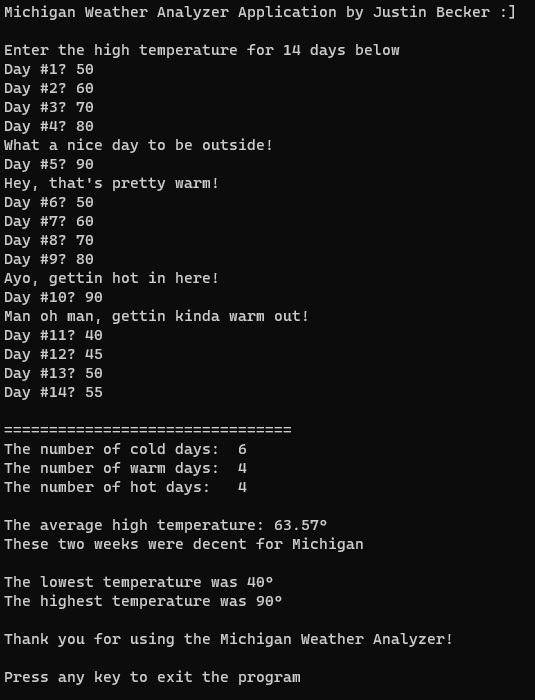 Michigan Weather Analyzer Application by Justin Becker :]
Enter the high temperature for 14 days below
Day #1? 50
Day #2? 60
Day #3? 70
Day #4? 80
What a nice day to be outside!
Day #5? 90
Hey, that's pretty warm!
Day #6? 50
Day #7? 60
Day #8? 70
Day #9? 80
Ayo, gettin hot in here!
Day #10? 90
Man oh man, gettin kinda warm out!
Day #11? 40
Day #12? 45
Day #13? 50
Day #14? 55
================================
The number of cold days:  6
The number of warm days:  4
The number of hot days:   4
The average high temperature: 63.57°
These two weeks were decent for Michigan
The lowest temperature was 40°
The highest temperature was 90°
Thank you for using the Michigan Weather Analyzer!
Press any key to exit the program